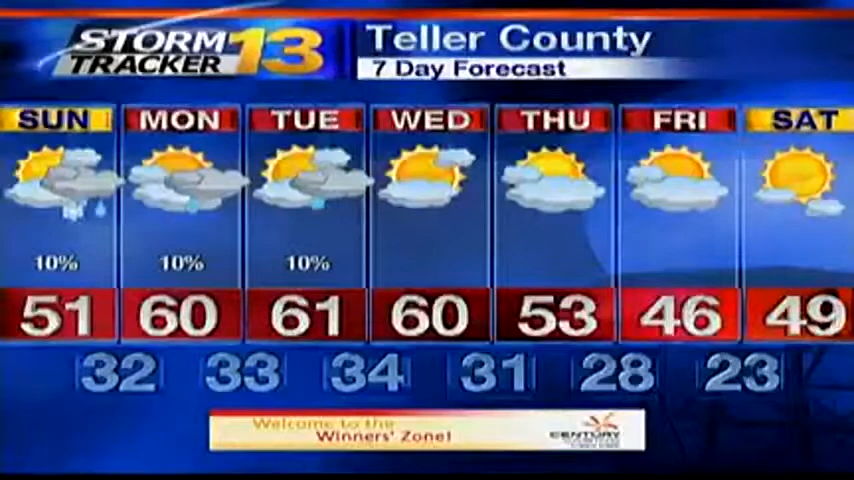 STORM
TRACKER 13
Teller County
7 Day Forecast
SUN MON TUE WED THU FRI SAT
10% 10% 10%
51 60 61 60 53 46 49
32 33 34 31 28 23
Welcome to the
Winners' Zone!
CENTURY